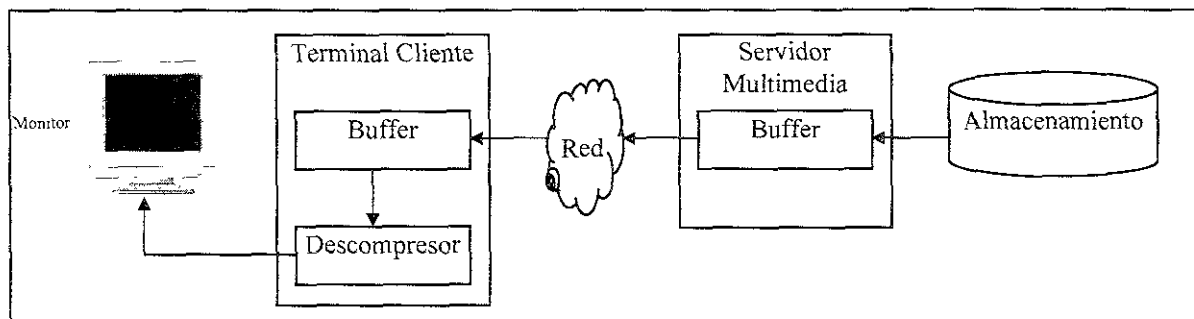 Terminal Cliente
Servidor
Multimedia
Monitor
Buffer
Red
Buffer
Almacenamiento
Descompresor